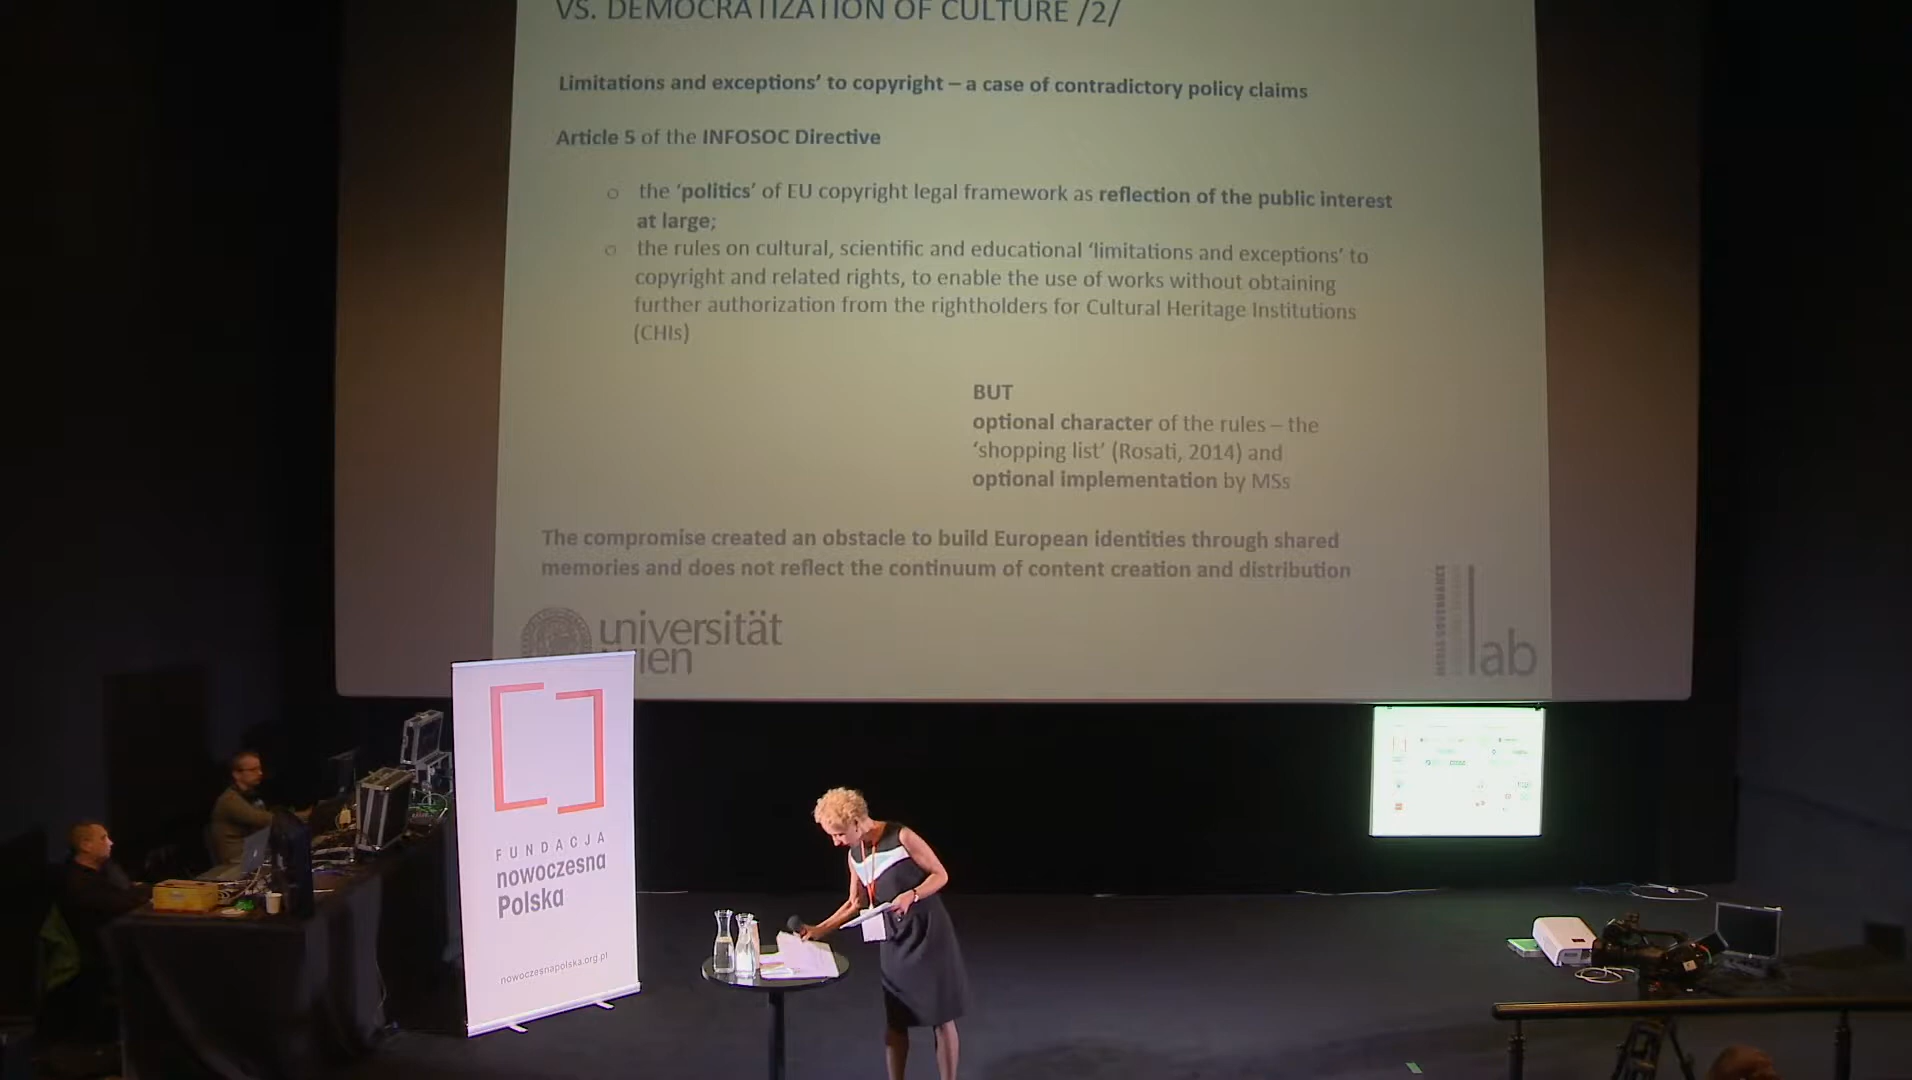 VS. DEMOCRATIZATION OF CULTURE /2/
Limitations and exceptions’ to copyright – a case of contradictory policy claims
Article 5 of the INFOSOC Directive
o the ‘politics’ of EU copyright legal framework as reflection of the public interest
at large;
o the rules on cultural, scientific and educational ‘limitations and exceptions’ to
copyright and related rights, to enable the use of works without obtaining
further authorization from the rightholders for Cultural Heritage Institutions
(CHIs)
BUT
optional character of the rules – the
‘shopping list’ (Rosati, 2014) and
optional implementation by MSs
The compromise created an obstacle to build European identities through shared
memories and does not reflect the continuum of content creation and distribution
universität
ien
lab
FUNDACJA
nowoczesna
Polska
nowoczesnapolska.org.pl